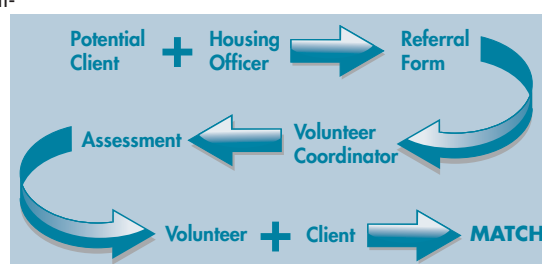 Potential Client + Housing Officer
Referral Form
Volunteer Coordinator
Assessment
Volunteer + Client
MATCH